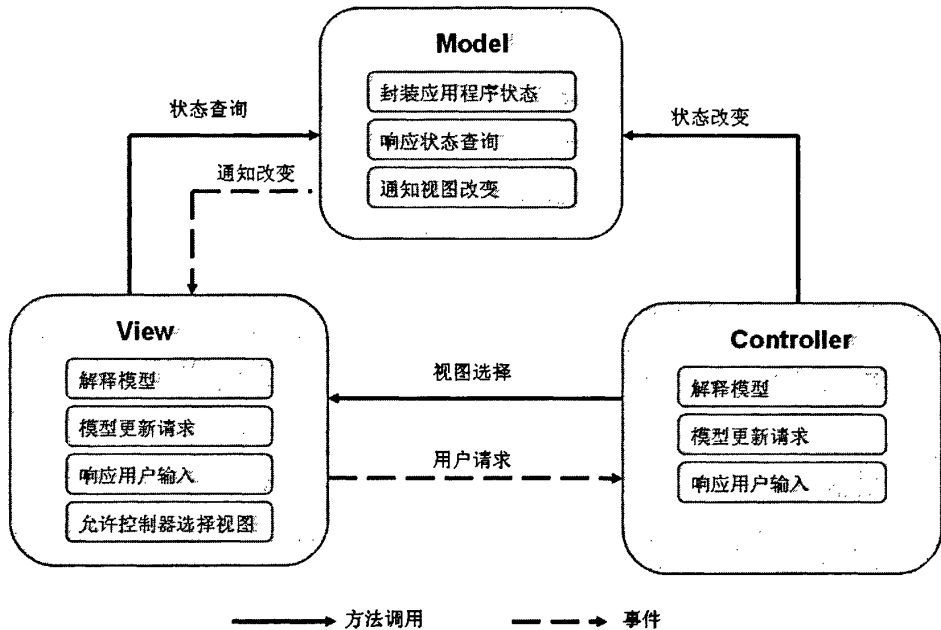 Model
封装应用程序状态
响应状态查询
通知视图改变
状态查询
状态改变
通知改变
View
解释模型
模型更新请求
响应用户输入
允许控制器选择视图
视图选择
用户请求
Controller
解释模型
模型更新请求
响应用户输入
方法调用
事件